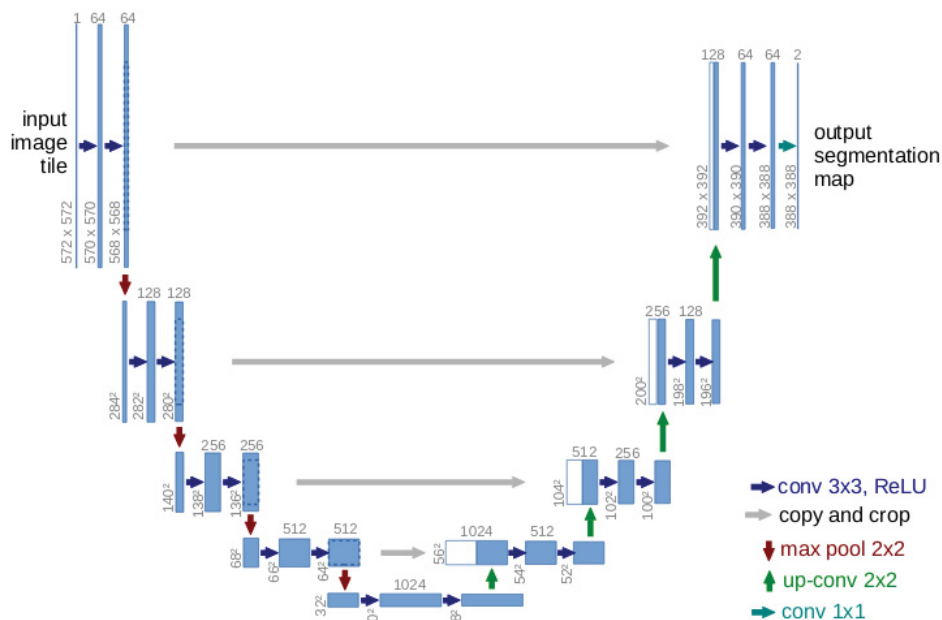 1 64 64
128 64 64 2
input
image
tile
output
segmentation
map
572 x 572
570 x 570
568 x 568
392 x 392
390 x 390
388 x 388
388 x 388
128 128
256 128
284²
282²
280²
200²
198²
196²
256 256
512 256
140²
138²
136²
104²
102²
100²
512 512
1024 512
68²
66²
64²
56²
54²
52²
1024
32²
conv 3x3, ReLU
copy and crop
max pool 2x2
up-conv 2x2
conv 1x1